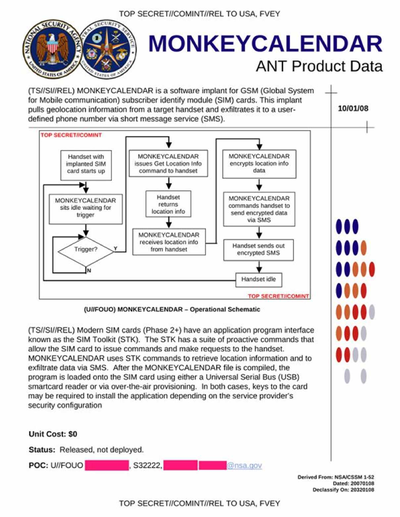 TOP SECRET//COMINT//REL TO USA, FVEY
MONKEYCALENDAR
ANT Product Data
(TS//SI//REL) MONKEYCALENDAR is a software implant for GSM (Global System
for Mobile communication) subscriber identify module (SIM) cards. This implant
pulls geolocation information from a target handset and exfiltrates it to a user-
defined phone number via short message service (SMS).
10/01/08
TOP SECRET//COMINT
Handset with
implanted SIM
card starts up
MONKEYCALENDAR
sits idle waiting for
trigger
Trigger?
Y
N
MONKEYCALENDAR
issues Get Location Info
command to handset
Handset
returns
location info
MONKEYCALENDAR
receives location info
from handset
MONKEYCALENDAR
encrypts location info
data
MONKEYCALENDAR
commands handset to
send encrypted data
via SMS
Handset sends out
encrypted SMS
Handset idle
TOP SECRET//COMINT
(U//FOUO) MONKEYCALENDAR – Operational Schematic
(TS//SI//REL) Modern SIM cards (Phase 2+) have an application program interface
known as the SIM Toolkit (STK). The STK has a suite of proactive commands that
allow the SIM card to issue commands and make requests to the handset.
MONKEYCALENDAR uses STK commands to retrieve location information and to
exfiltrate data via SMS. After the MONKEYCALENDAR file is compiled, the
program is loaded onto the SIM card using either a Universal Serial Bus (USB)
smartcard reader or via over-the-air provisioning. In both cases, keys to the card
may be required to install the application depending on the service provider's
security configuration
Unit Cost: $0
Status: Released, not deployed.
POC: U//FOUO , S32222, @nsa.gov
Derived From: NSA/CSSM 1-52
Dated: 20070108
Declassify On: 20320108
TOP SECRET//COMINT//REL TO USA, FVEY